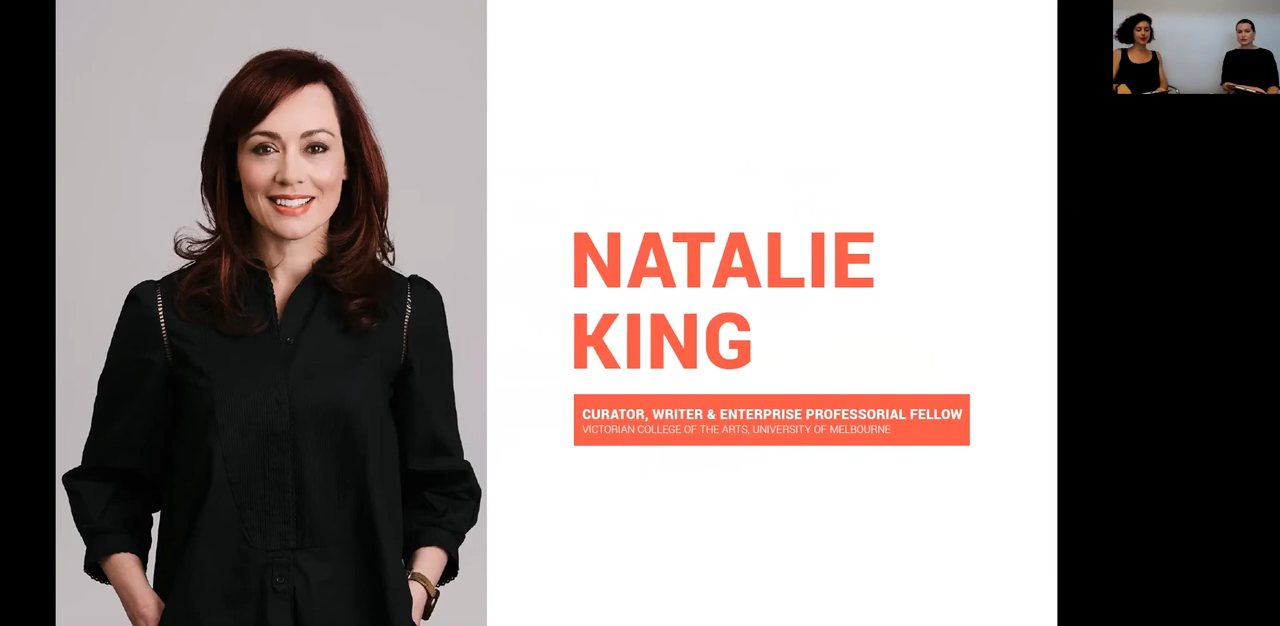 NATALIE
KING
CURATOR, WRITER & ENTERPRISE PROFESSORIAL FELLOW
VICTORIAN COLLEGE OF THE ARTS, UNIVERSITY OF MELBOURNE